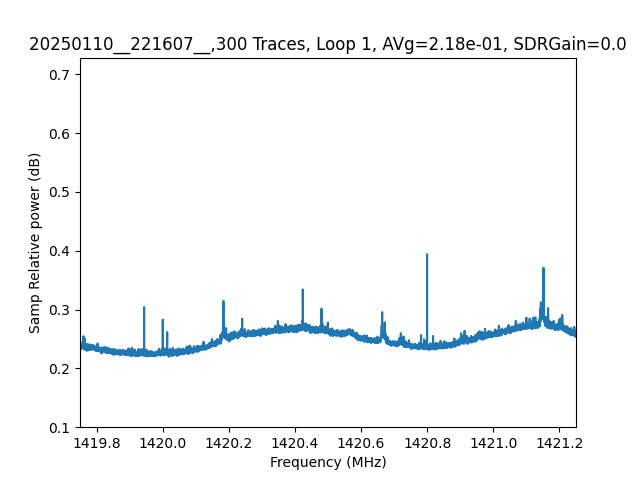 20250110__221607__,300 Traces, Loop 1, AVg=2.18e-01, SDRGain=0.0
0.7
0.6
0.5
0.4
0.3
0.2
0.1
Samp Relative power (dB)
1419.8 1420.0 1420.2 1420.4 1420.6 1420.8 1421.0 1421.2
Frequency (MHz)